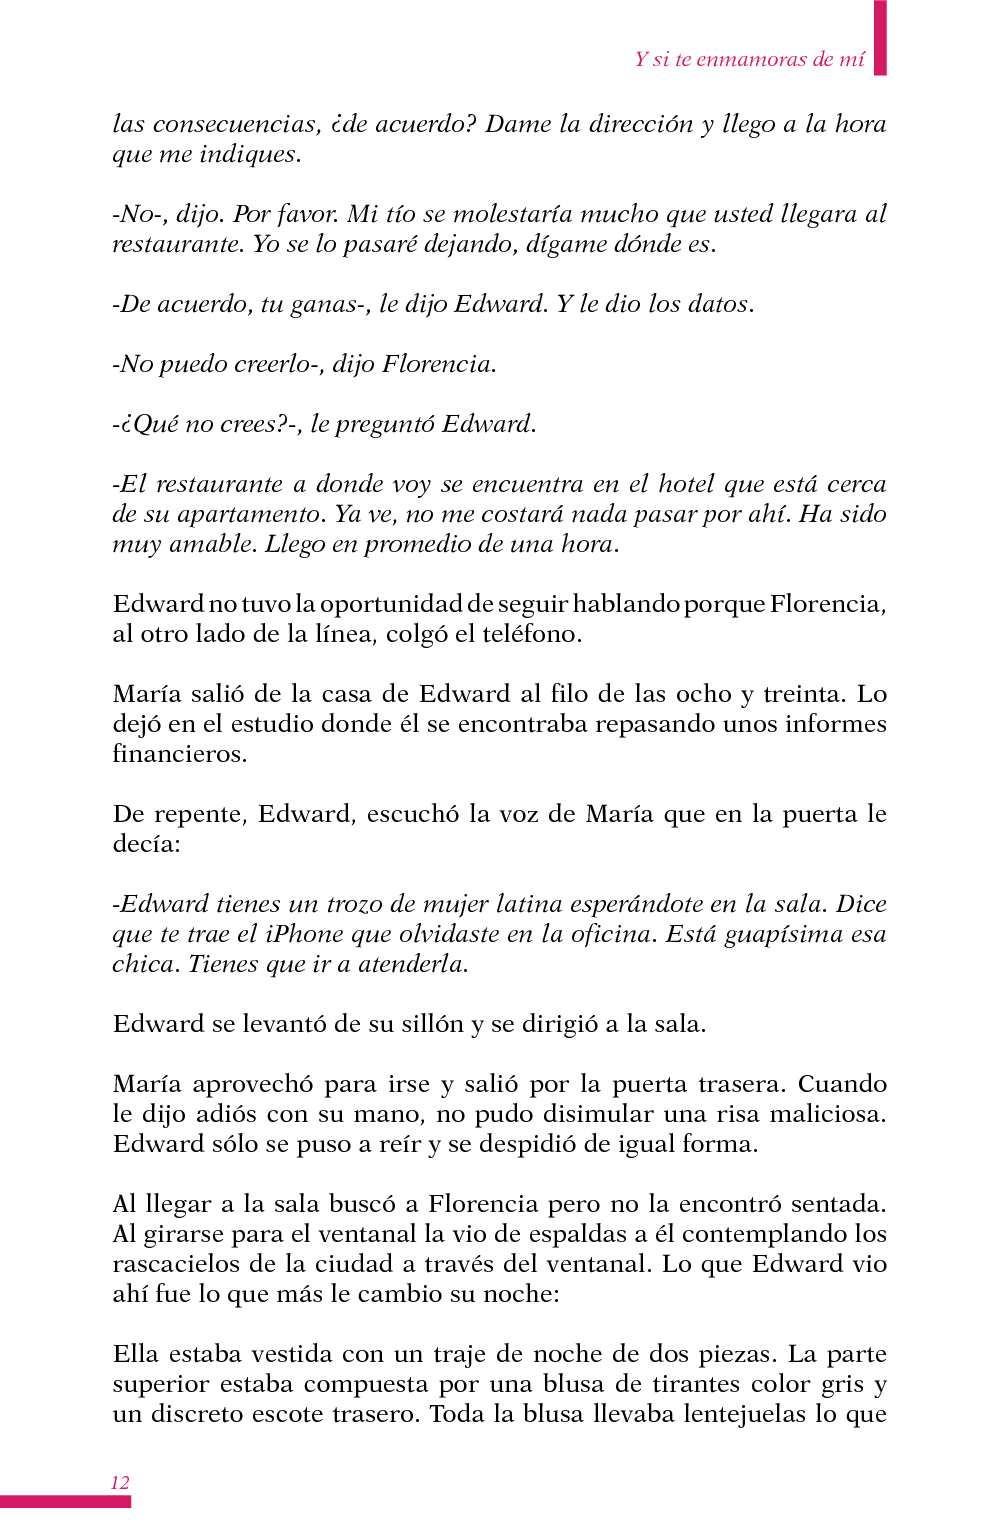 Y si te enmamoras de mí
las consecuencias, ¿de acuerdo? Dame la dirección y llego a la hora
que me indiques.
-No-, dijo. Por favor. Mi tío se molestaría mucho que usted llegara al
restaurante. Yo se lo pasaré dejando, dígame dónde es.
-De acuerdo, tu ganas-, le dijo Edward. Y le dio los datos.
-No puedo creerlo-, dijo Florencia.
-¿Qué no crees?-, le preguntó Edward.
-El restaurante a donde voy se encuentra en el hotel que está cerca
de su apartamento. Ya ve, no me costará nada pasar por ahí. Ha sido
muy amable. Llego en promedio de una hora.
Edward no tuvo la oportunidad de seguir hablando porque Florencia,
al otro lado de la línea, colgó el teléfono.
María salió de la casa de Edward al filo de las ocho y treinta. Lo
dejó en el estudio donde él se encontraba repasando unos informes
financieros.
De repente, Edward, escuchó la voz de María que en la puerta le
decía:
-Edward tienes un trozo de mujer latina esperándote en la sala. Dice
que te trae el iPhone que olvidaste en la oficina. Está guapísima esa
chica. Tienes que ir a atenderla.
Edward se levantó de su sillón y se dirigió a la sala.
María aprovechó para irse y salió por la puerta trasera. Cuando
le dijo adiós con su mano, no pudo disimular una risa maliciosa.
Edward sólo se puso a reír y se despidió de igual forma.
Al llegar a la sala buscó a Florencia pero no la encontró sentada.
Al girarse para el ventanal la vio de espaldas a él contemplando los
rascacielos de la ciudad a través del ventanal. Lo que Edward vio
ahí fue lo que más le cambio su noche:
Ella estaba vestida con un traje de noche de dos piezas. La parte
superior estaba compuesta por una blusa de tirantes color gris y
un discreto escote trasero. Toda la blusa llevaba lentejuelas lo que
12